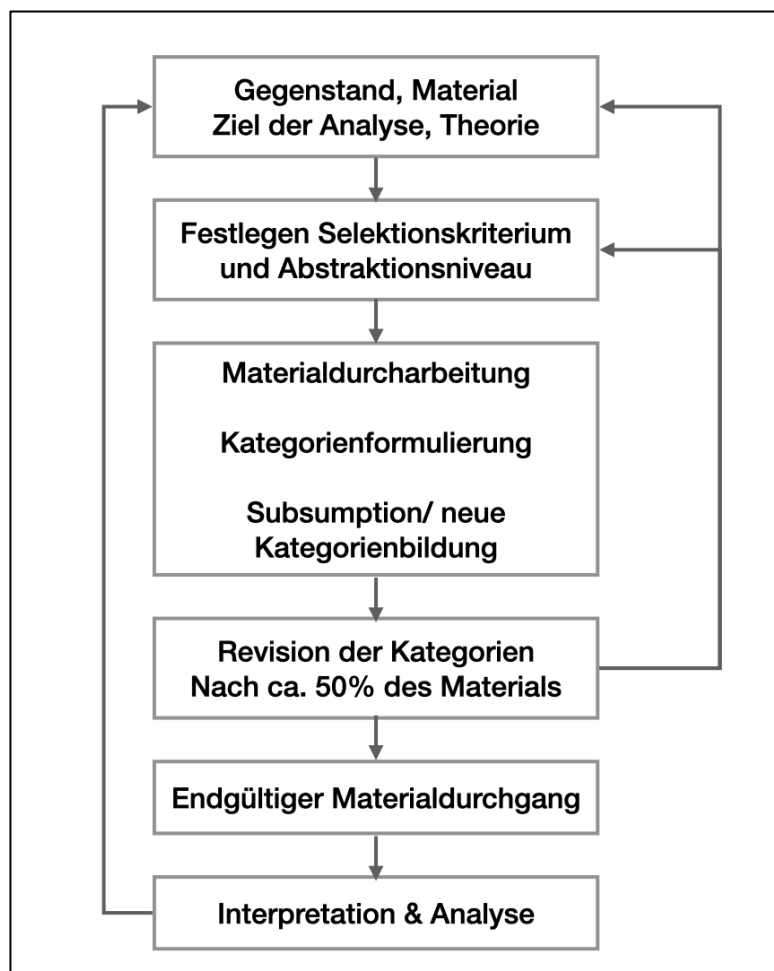 Gegenstand, Material
Ziel der Analyse, Theorie
Festlegen Selektionskriterium
und Abstraktionsniveau
Materialdurcharbeitung
Kategorienformulierung
Subsumption/ neue
Kategorienbildung
Revision der Kategorien
Nach ca. 50% des Materials
Endgültiger Materialdurchgang
Interpretation & Analyse